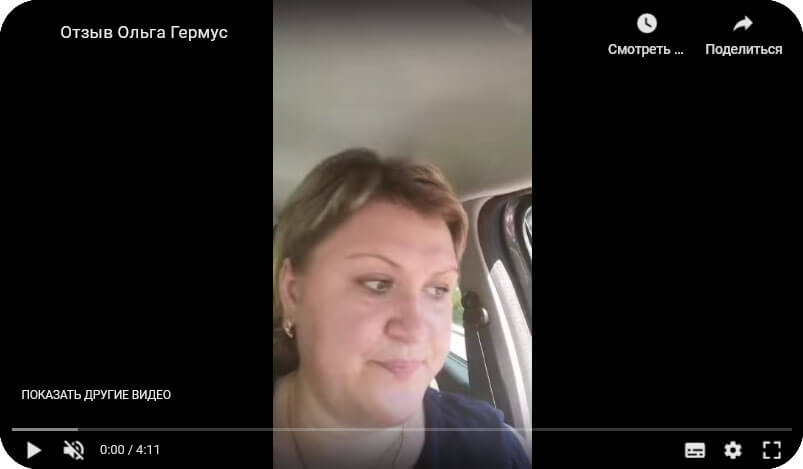 Отзыв Ольга Гермус
Смотреть ...
Поделиться
ПОКАЗАТЬ ДРУГИЕ ВИДЕО
0:00 / 4:11